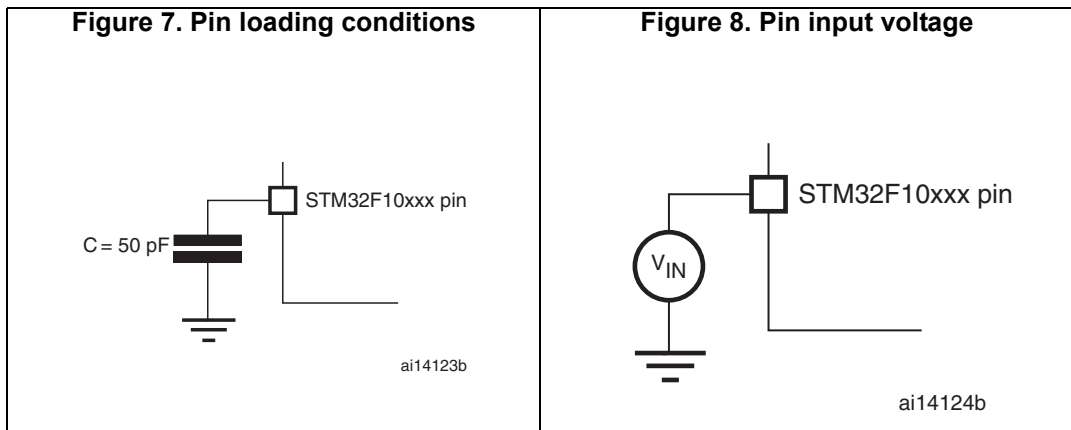 Figure 7. Pin loading conditions
STM32F10xxx pin
C = 50 pF
ai14123b
Figure 8. Pin input voltage
STM32F10xxx pin
VIN
ai14124b